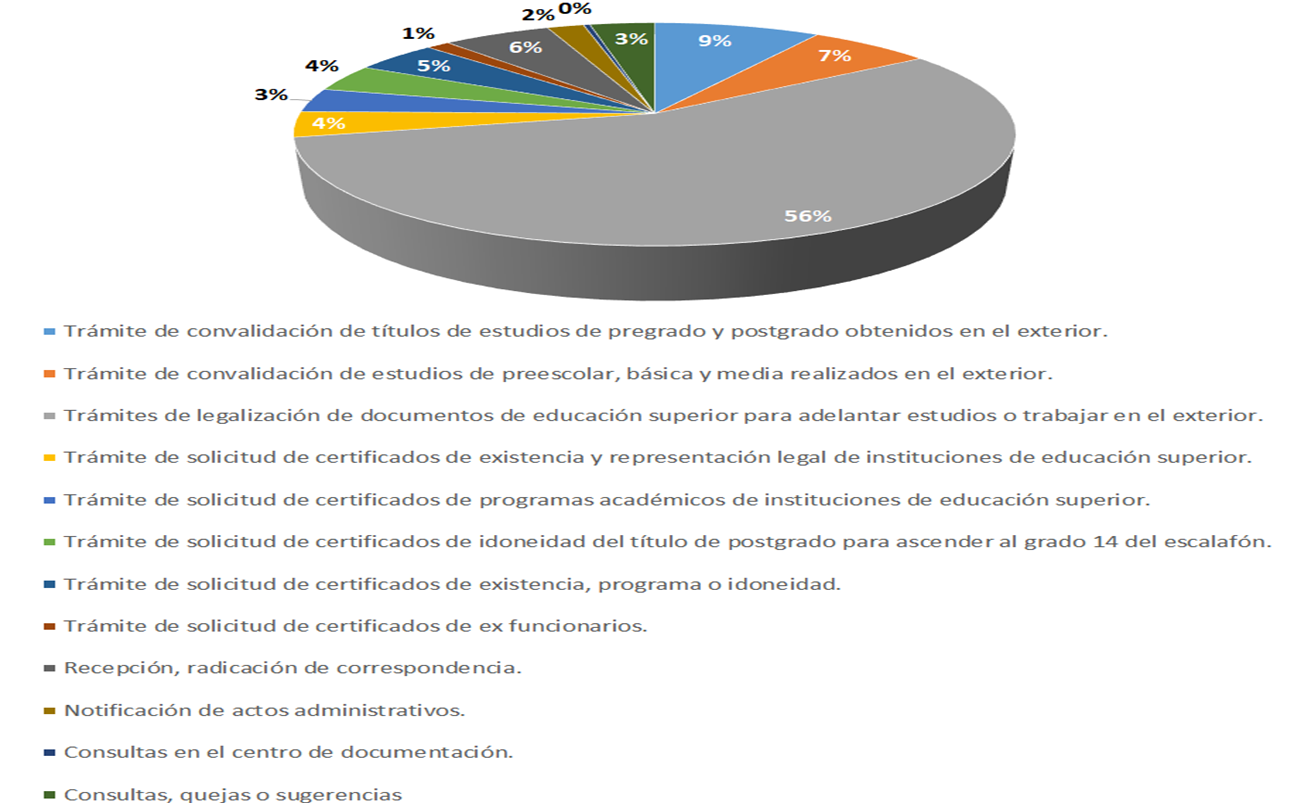 2% 0%
1% 6% 3% 9%
4% 5% 7%
3%
4%
56%
Trámite de convalidación de títulos de estudios de pregrado y postgrado obtenidos en el exterior.
Trámite de convalidación de estudios de preescolar, básica y media realizados en el exterior.
Trámites de legalización de documentos de educación superior para adelantar estudios o trabajar en el exterior.
Trámite de solicitud de certificados de existencia y representación legal de instituciones de educación superior.
Trámite de solicitud de certificados de programas académicos de instituciones de educación superior.
Trámite de solicitud de certificados de idoneidad del título de postgrado para ascender al grado 14 del escalafón.
Trámite de solicitud de certificados de existencia, programa o idoneidad.
Trámite de solicitud de certificados de ex funcionarios.
Recepción, radicación de correspondencia.
Notificación de actos administrativos.
Consultas en el centro de documentación.
Consultas, quejas o sugerencias